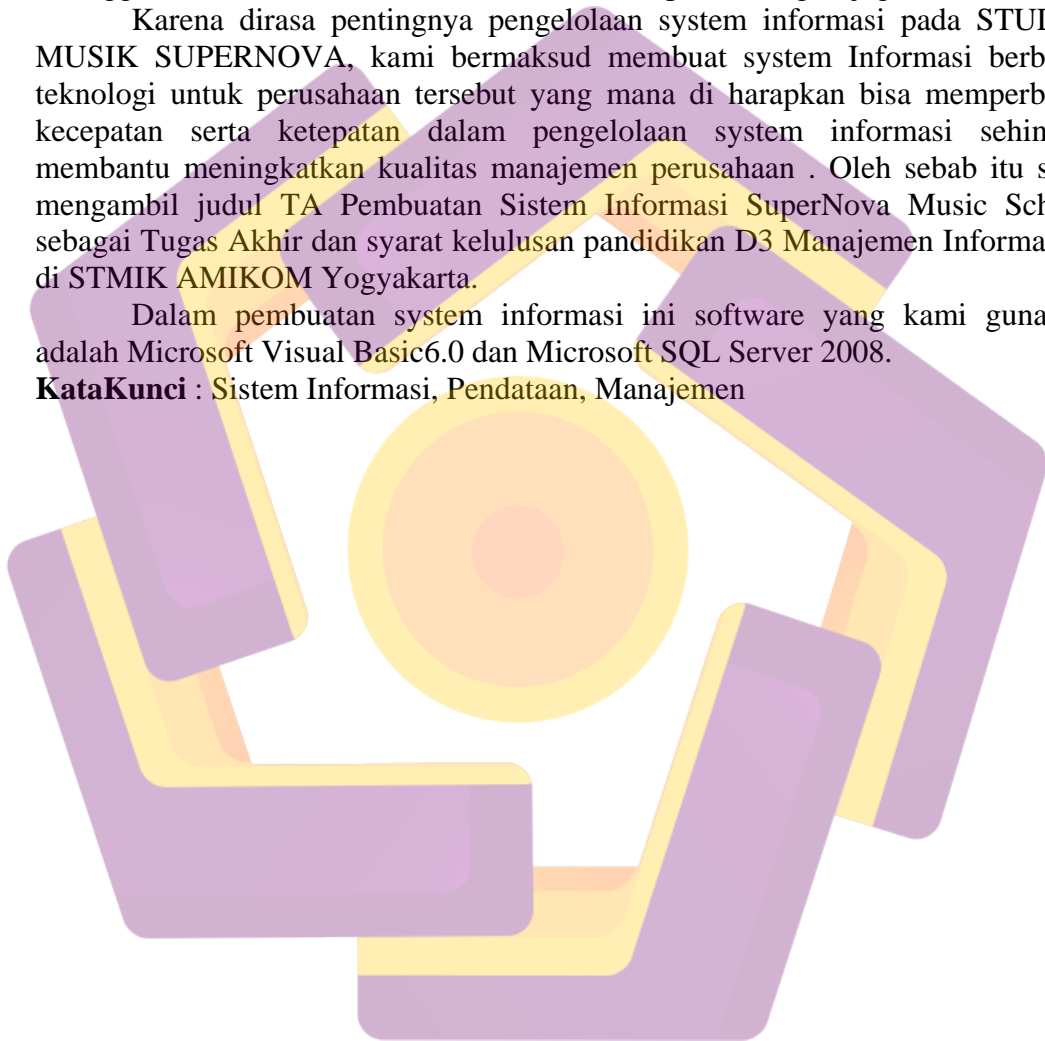 Karena dirasa pentingnya pengelolaan system informasi pada STUI
MUSIK SUPERNOVA, kami bermaksud membuat system Informasi berb
teknologi untuk perusahaan tersebut yang mana di harapkan bisa memperb
kecepatan serta ketepatan dalam pengelolaan system informasi sehin
membantu meningkatkan kualitas manajemen perusahaan . Oleh sebab itu s
mengambil judul TA Pembuatan Sistem Informasi SuperNova Music Sch
sebagai Tugas Akhir dan syarat kelulusan pandidikan D3 Manajemen Informa
di STMIK AMIKOM Yogyakarta.
Dalam pembuatan system informasi ini software yang kami guna
adalah Microsoft Visual Basic6.0 dan Microsoft SQL Server 2008.
KataKunci : Sistem Informasi, Pendataan, Manajemen